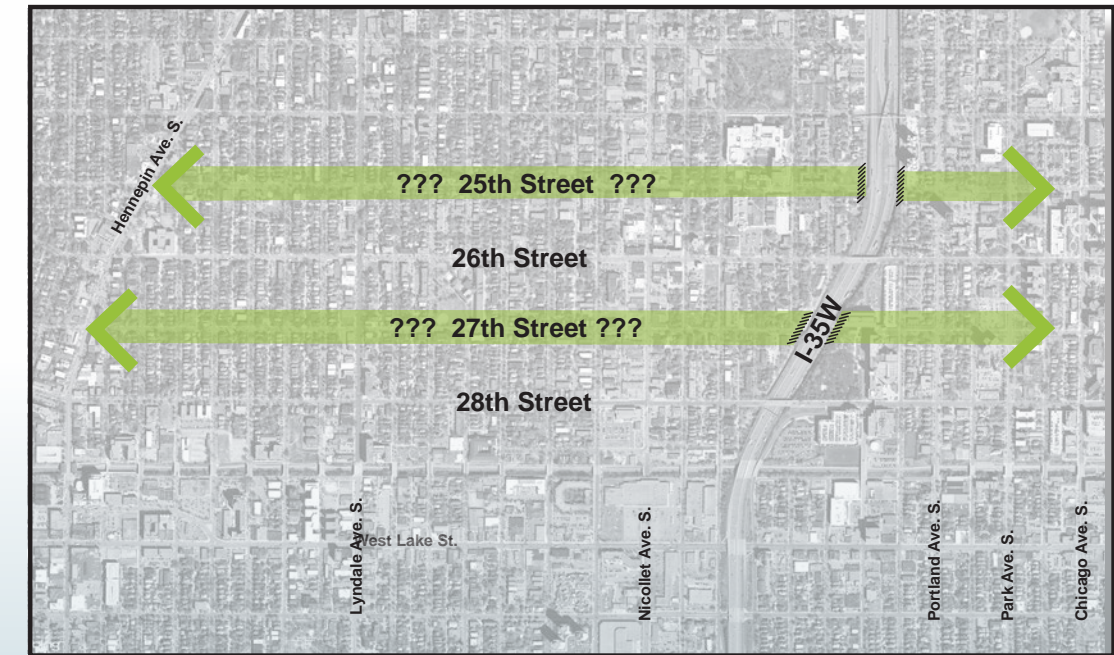 Hennepin Ave. S.
??? 25th Street ???
26th Street
??? 27th Street ???
I-35W
28th Street
Lyndale Ave. S.
West Lake St.
Nicollet Ave. S.
Portland Ave. S.
Park Ave. S.
Chicago Ave. S.